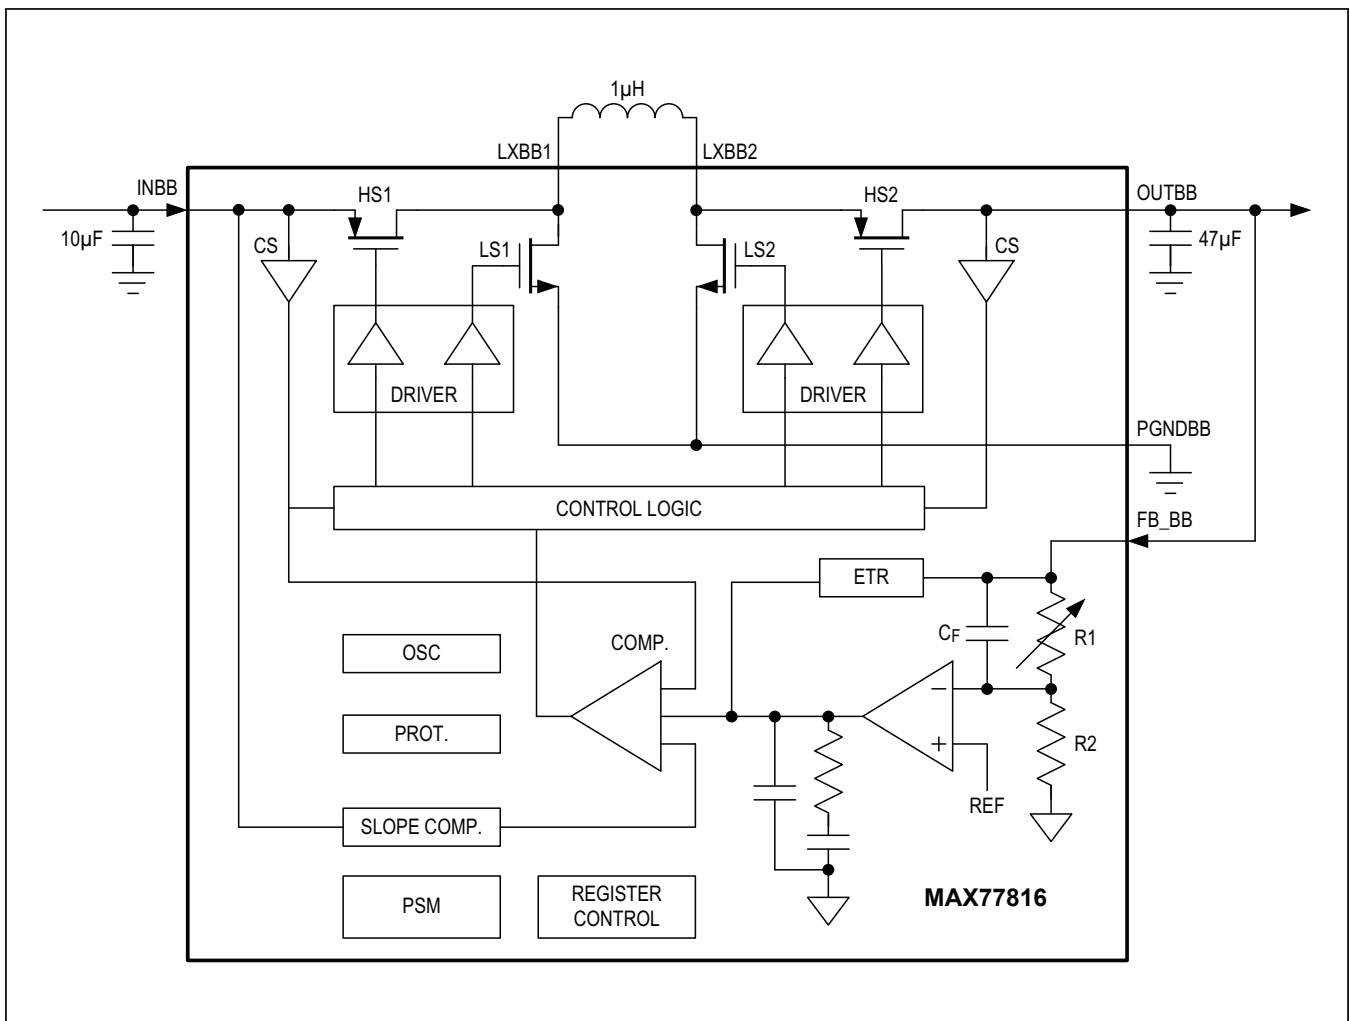 1µH
LXBB1
LXBB2
INBB
HS1
HS2
OUTBB
10µF
CS
LS1
LS2
CS
47µF
DRIVER
DRIVER
PGNDBB
CONTROL LOGIC
FB_BB
ETR
CF
R1
OSC
COMP.
–
PROT.
+
R2
REF
SLOPE COMP.
PSM
REGISTER
CONTROL
MAX77816